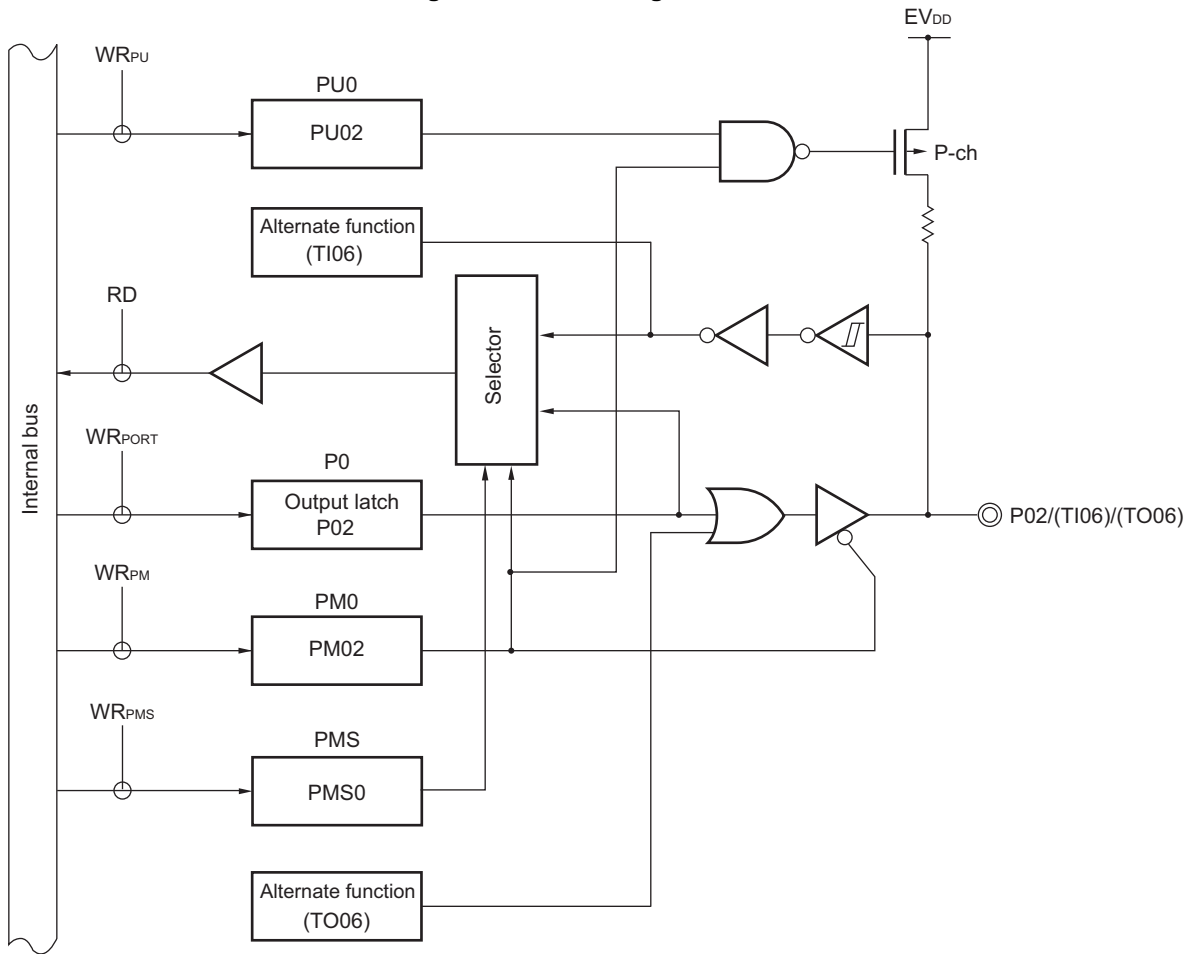 EVDD
WRPU
PU0
PU02
P-ch
Alternate function
(TI06)
RD
Selector
Internal bus
WRPORT
P0
Output latch
P02
P02/(TI06)/(TO06)
WRPM
PM0
PM02
WRPMS
PMS
PMS0
Alternate function
(TO06)